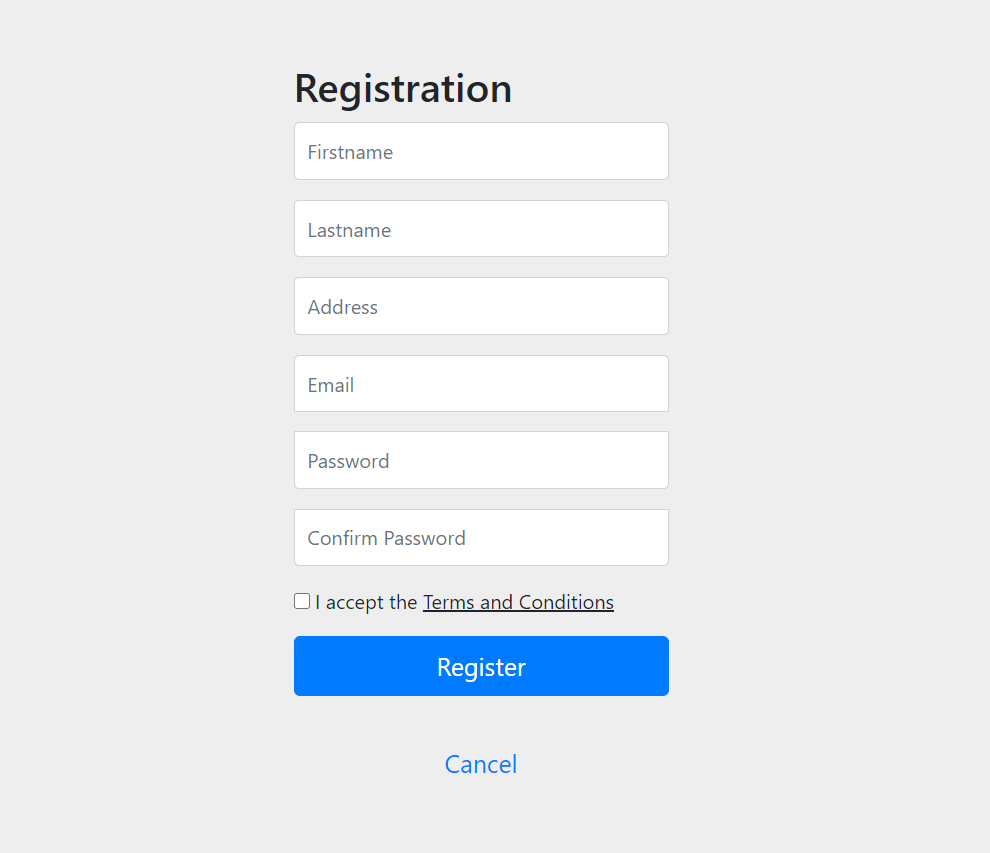 Registration
Firstname
Lastname
Address
Email
Password
Confirm Password
I accept the Terms and Conditions
Register
Cancel